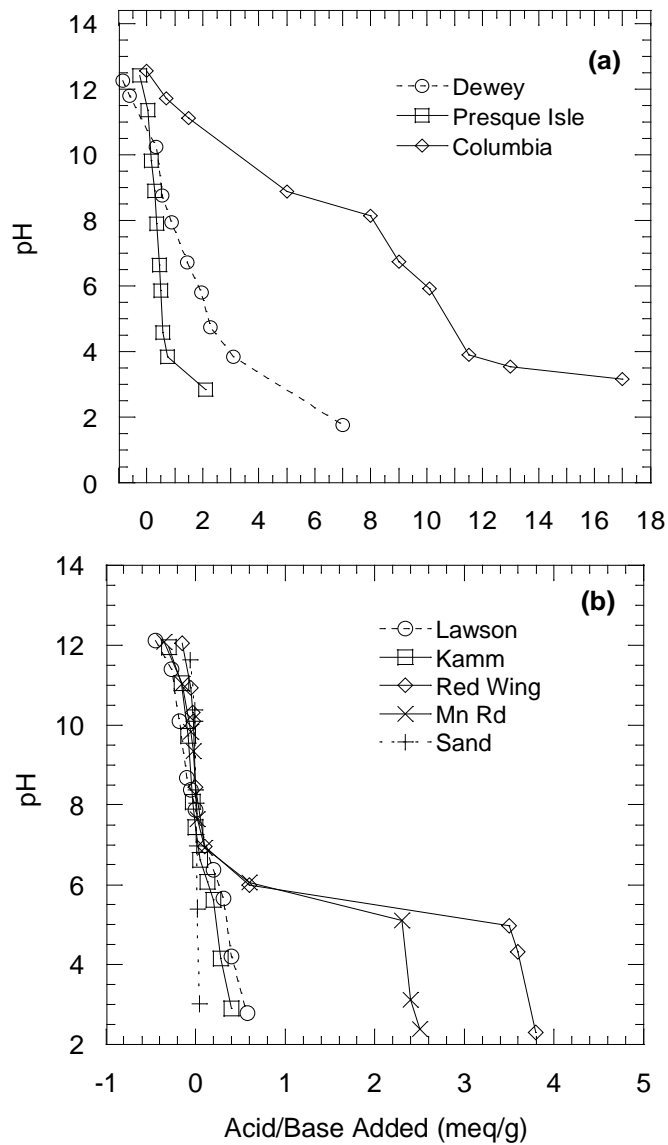 14
12
10
8
6
4
2
0
pH
(a)
Dewey
Presque Isle
Columbia
0 2 4 6 8 10 12 14 16 18
14
12
10
8
6
4
2
pH
(b)
Lawson
Kamm
Red Wing
Mn Rd
Sand
-1 0 1 2 3 4 5
Acid/Base Added (meq/g)